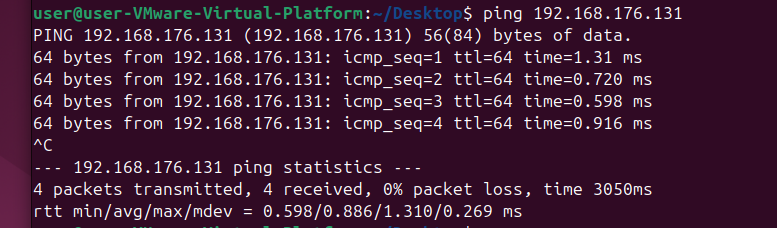 user@user-VMware-Virtual-Platform:~/Desktop$ ping 192.168.176.131
PING 192.168.176.131 (192.168.176.131) 56(84) bytes of data.
64 bytes from 192.168.176.131: icmp_seq=1 ttl=64 time=1.31 ms
64 bytes from 192.168.176.131: icmp_seq=2 ttl=64 time=0.720 ms
64 bytes from 192.168.176.131: icmp_seq=3 ttl=64 time=0.598 ms
64 bytes from 192.168.176.131: icmp_seq=4 ttl=64 time=0.916 ms
^C
--- 192.168.176.131 ping statistics ---
4 packets transmitted, 4 received, 0% packet loss, time 3050ms
rtt min/avg/max/mdev = 0.598/0.886/1.310/0.269 ms